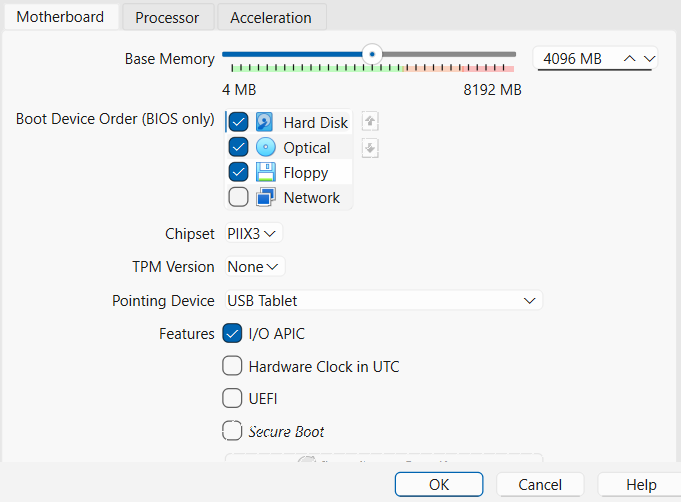 Motherboard Processor Acceleration
Base Memory 4096 MB
4 MB 8192 MB
Boot Device Order (BIOS only) Hard Disk
Optical
Floppy
Network
Chipset PIIX3
TPM Version None
Pointing Device USB Tablet
Features I/O APIC
Hardware Clock in UTC
UEFI
Secure Boot
OK Cancel Help